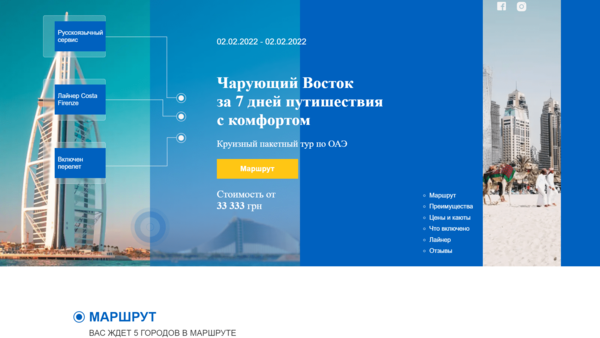 Русскоязычный
сервис
Лайнер Costa
Firenze
Включен
перелет
02.02.2022 - 02.02.2022
Чарующий Восток
за 7 дней путишествия
с комфортом
Круизный пакетный тур по ОАЭ
Маршрут
Стоимость от
33 333 грн
Маршрут
Преимущества
Цены и каюты
Что включено
Лайнер
Отзывы
МАРШРУТ
ВАС ЖДЕТ 5 ГОРОДОВ В МАРШРУТЕ